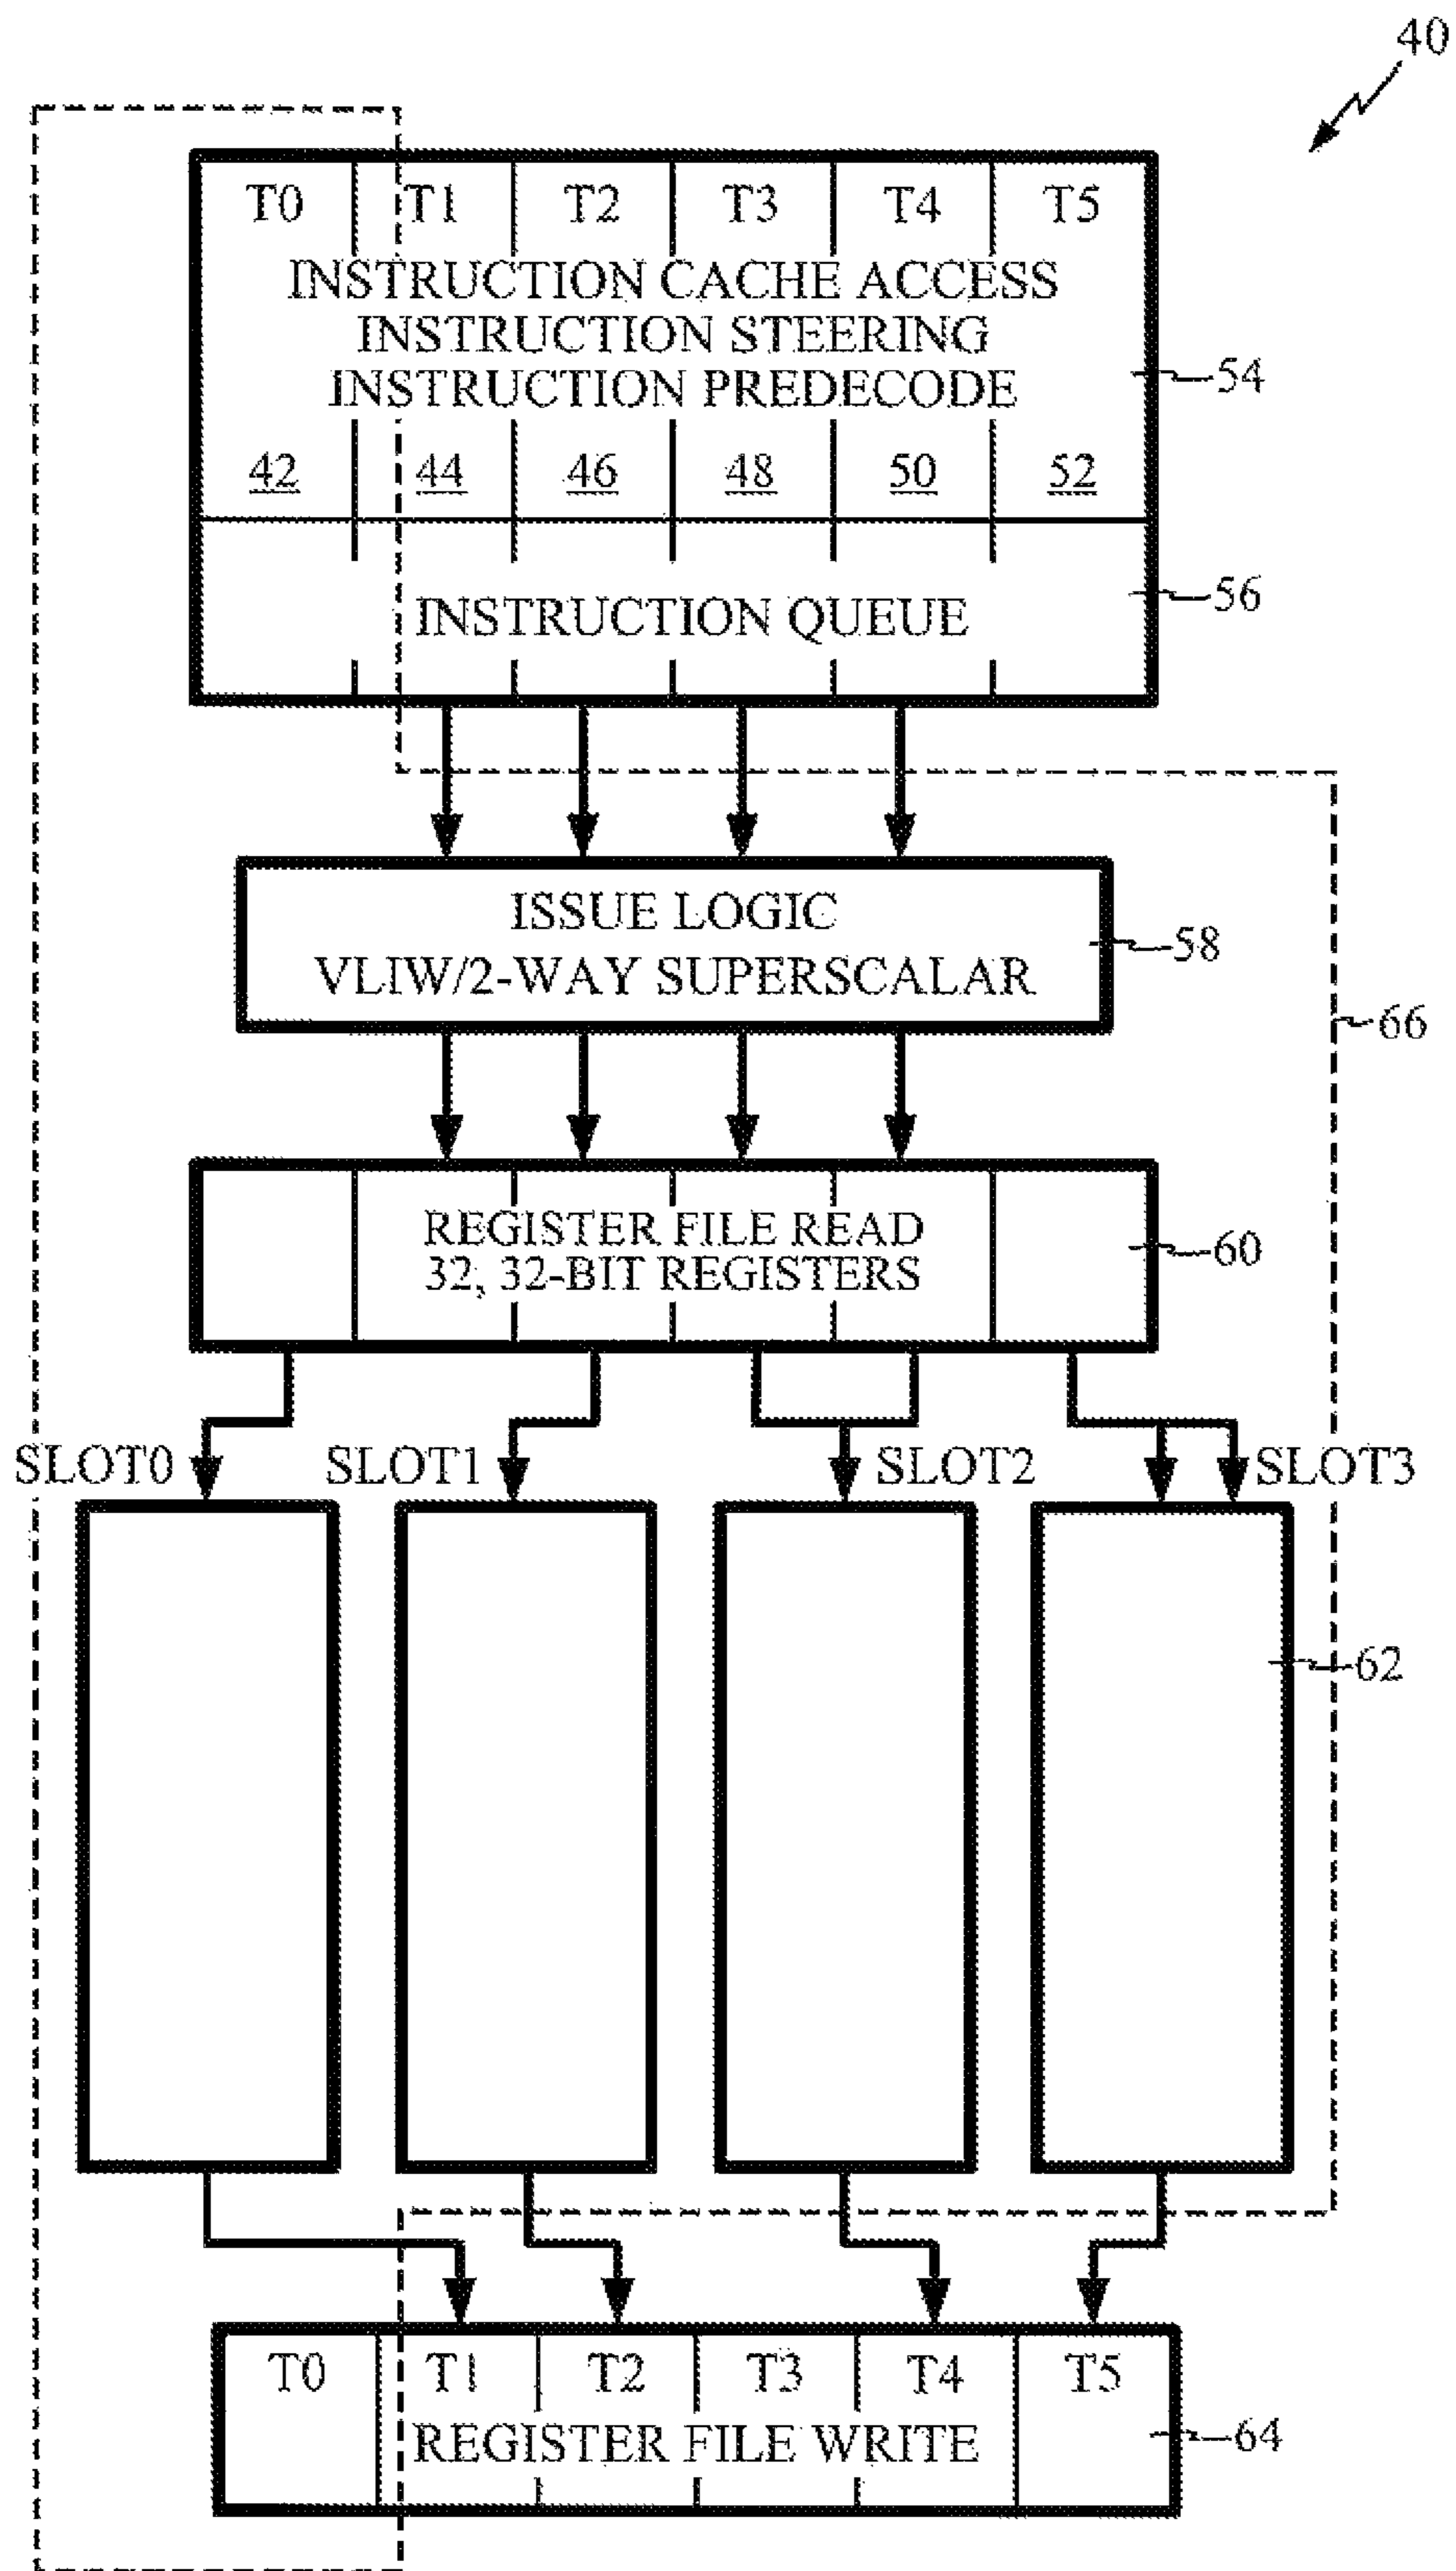 40
T0 T1 T2 T3 T4 T5
INSTRUCTION CACHE ACCESS
INSTRUCTION STEERING
INSTRUCTION PREDECODE
54
42 44 46 48 50 52
INSTRUCTION QUEUE
56
ISSUE LOGIC
VLIW/2-WAY SUPERSCALAR
58
66
REGISTER FILE READ
32, 32-BIT REGISTERS
60
SLOT0 SLOT1 SLOT2 SLOT3
62
T0 T1 T2 T3 T4 T5
REGISTER FILE WRITE
64